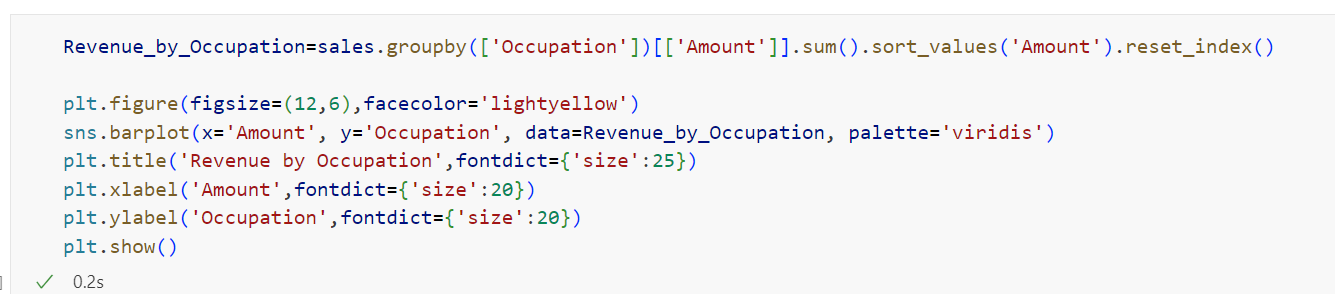 Revenue_by_Occupation=sales.groupby(['Occupation'])[['Amount']].sum().sort_values('Amount').reset_index()
plt.figure(figsize=(12,6),facecolor='lightyellow')
sns.barplot(x='Amount', y='Occupation', data=Revenue_by_Occupation, palette='viridis')
plt.title('Revenue by Occupation',fontdict={'size':25})
plt.xlabel('Amount',fontdict={'size':20})
plt.ylabel('Occupation',fontdict={'size':20})
plt.show()
] ✓ 0.2s